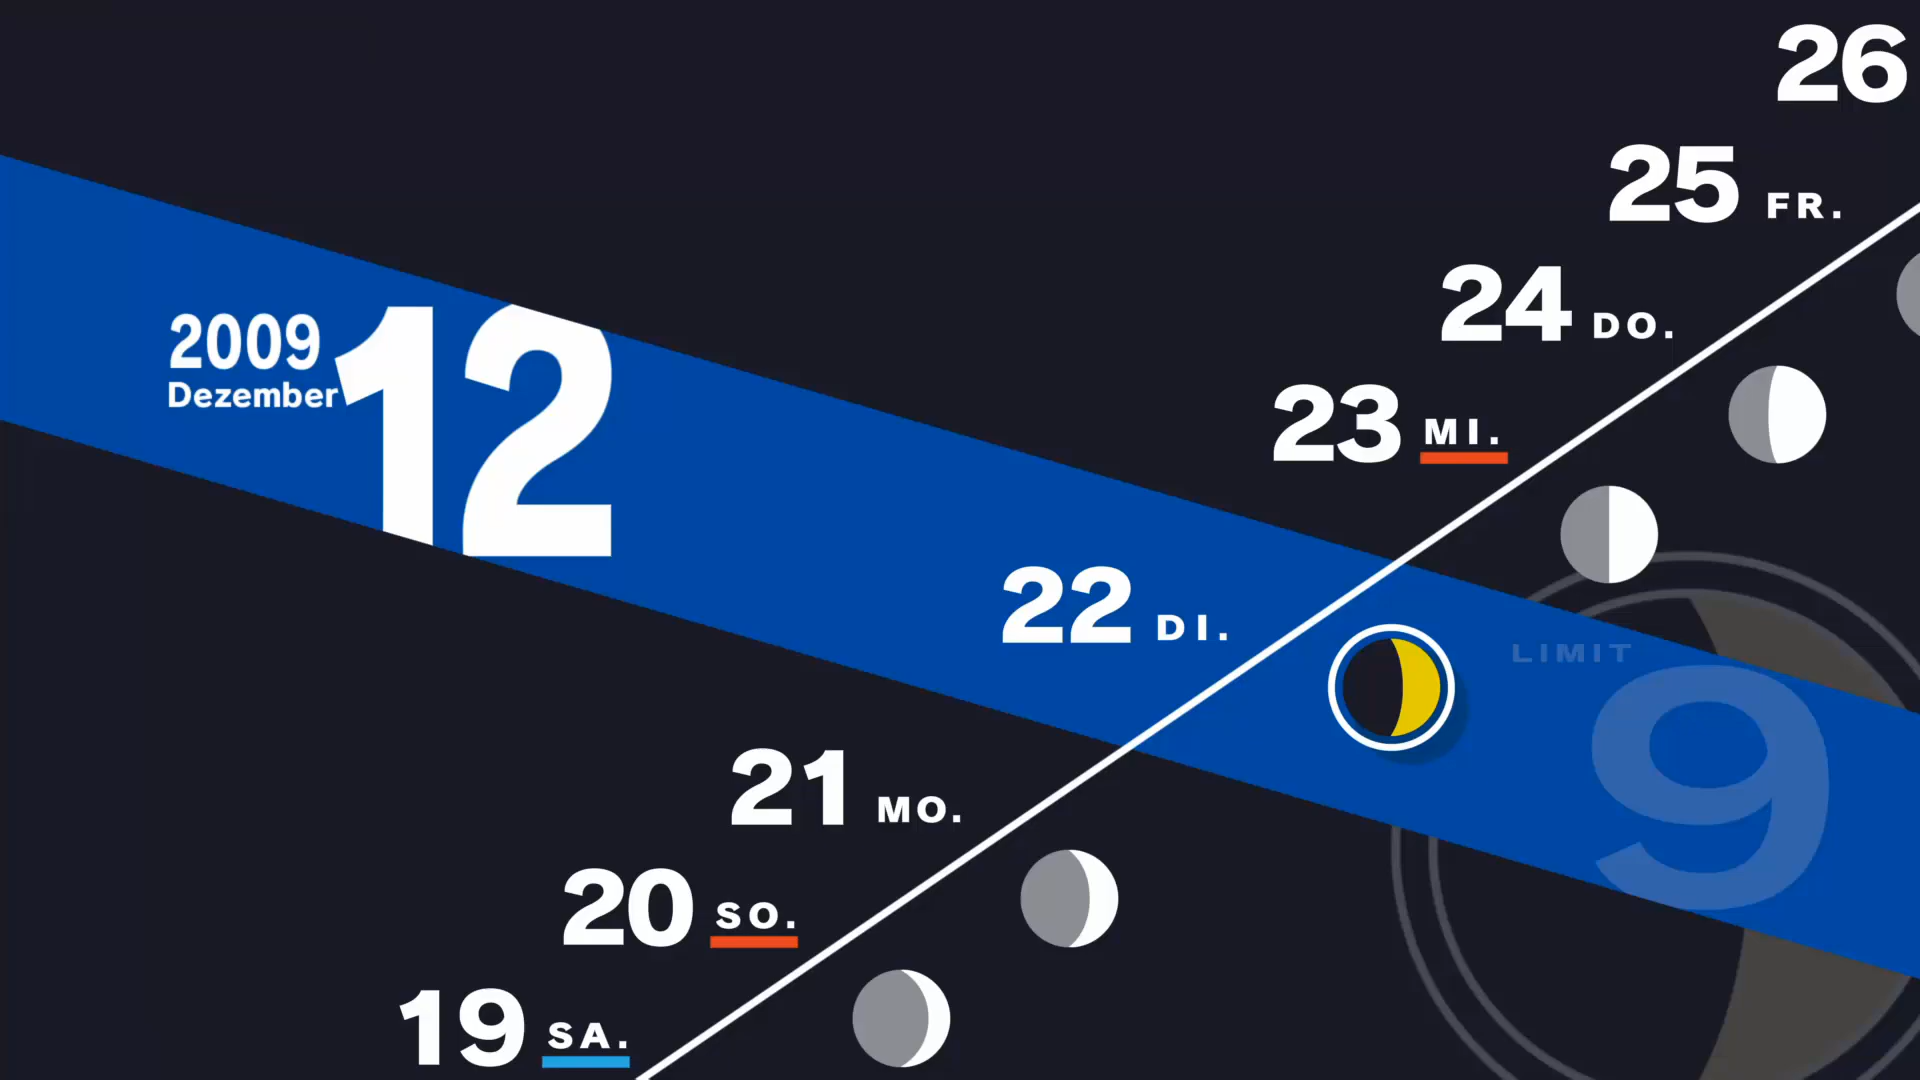 2009
Dezember
12
26
25 FR.
24 DO.
23 MI.
22 DI.
21 MO.
20 SO.
19 SA.
LIMIT
9